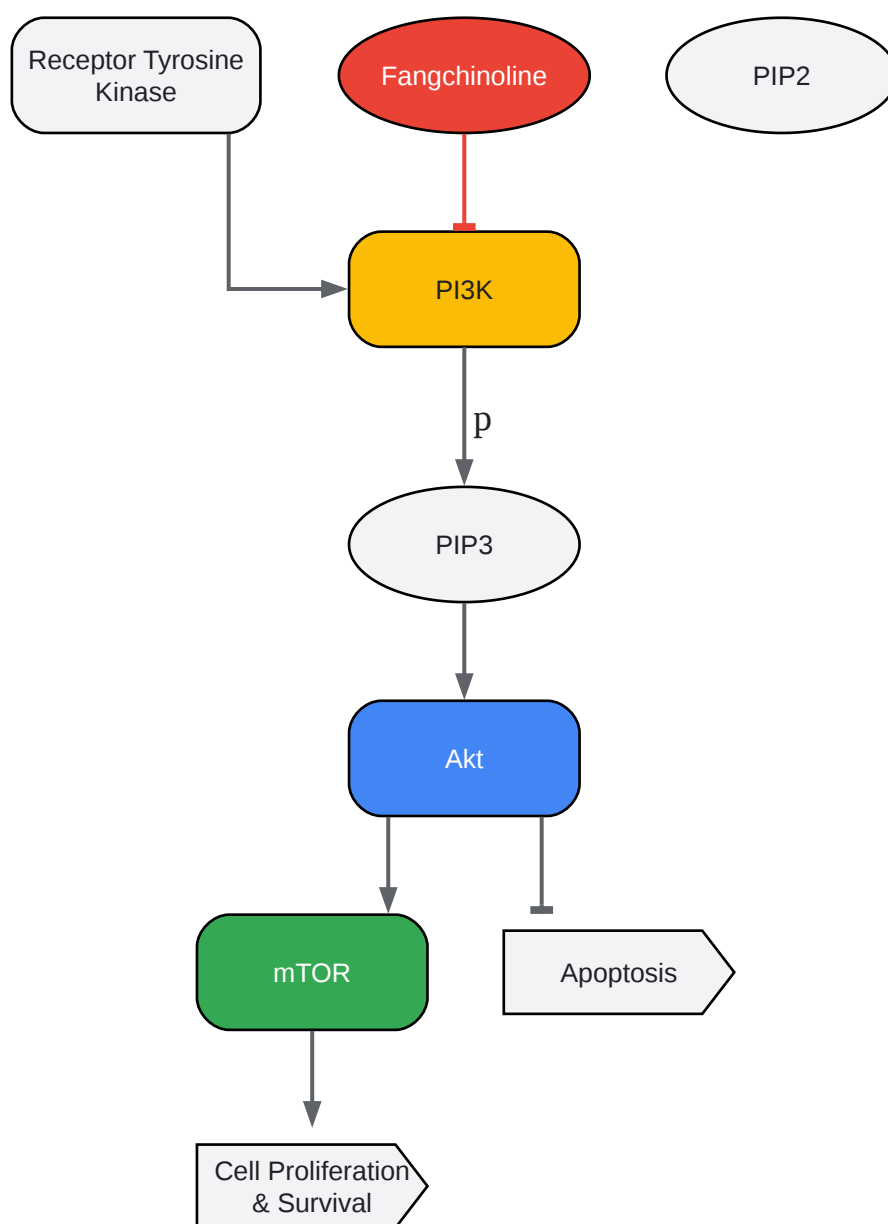 Receptor Tyrosine
Kinase
Fangchinoline
PIP2
PI3K
p
PIP3
Akt
mTOR
Apoptosis
Cell Proliferation
& Survival